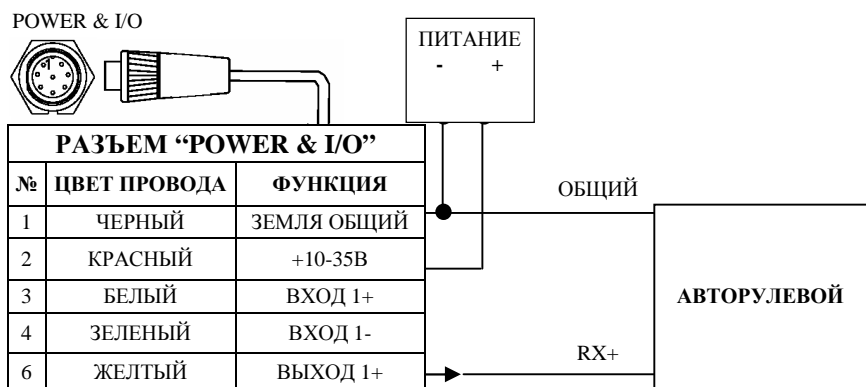 POWER & I/O
ПИТАНИЕ
- +
РАЗЪЕМ “POWER & I/O”
№ ЦВЕТ ПРОВОДА ФУНКЦИЯ
1 ЧЕРНЫЙ ЗЕМЛЯ ОБЩИЙ
2 КРАСНЫЙ +10-35В
3 БЕЛЫЙ ВХОД 1+
4 ЗЕЛЕНЫЙ ВХОД 1-
6 ЖЕЛТЫЙ ВЫХОД 1+
ОБЩИЙ
АВТОРУЛЕВОЙ
RX+